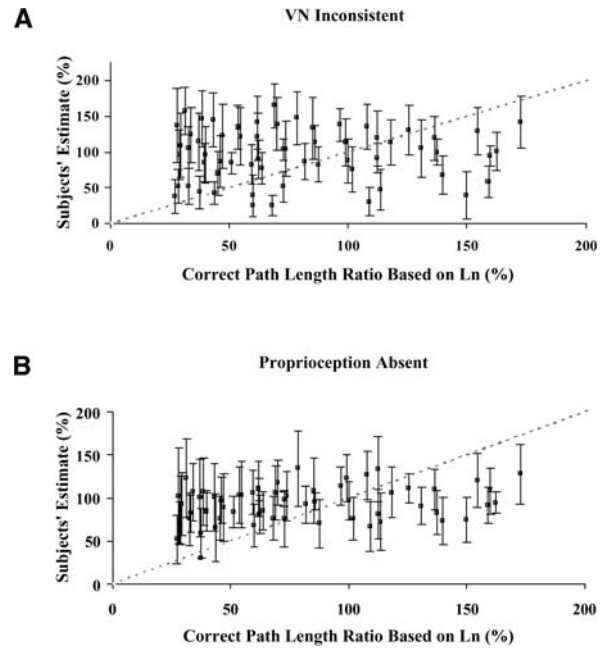 A
VN Inconsistent
Subjects' Estimate (%)
200
150
100
50
0
0 50 100 150 200
Correct Path Length Ratio Based on Ln (%)
B
Proprioception Absent
Subjects' Estimate (%)
200
150
100
50
0
0 50 100 150 200
Correct Path Length Ratio Based on Ln (%)